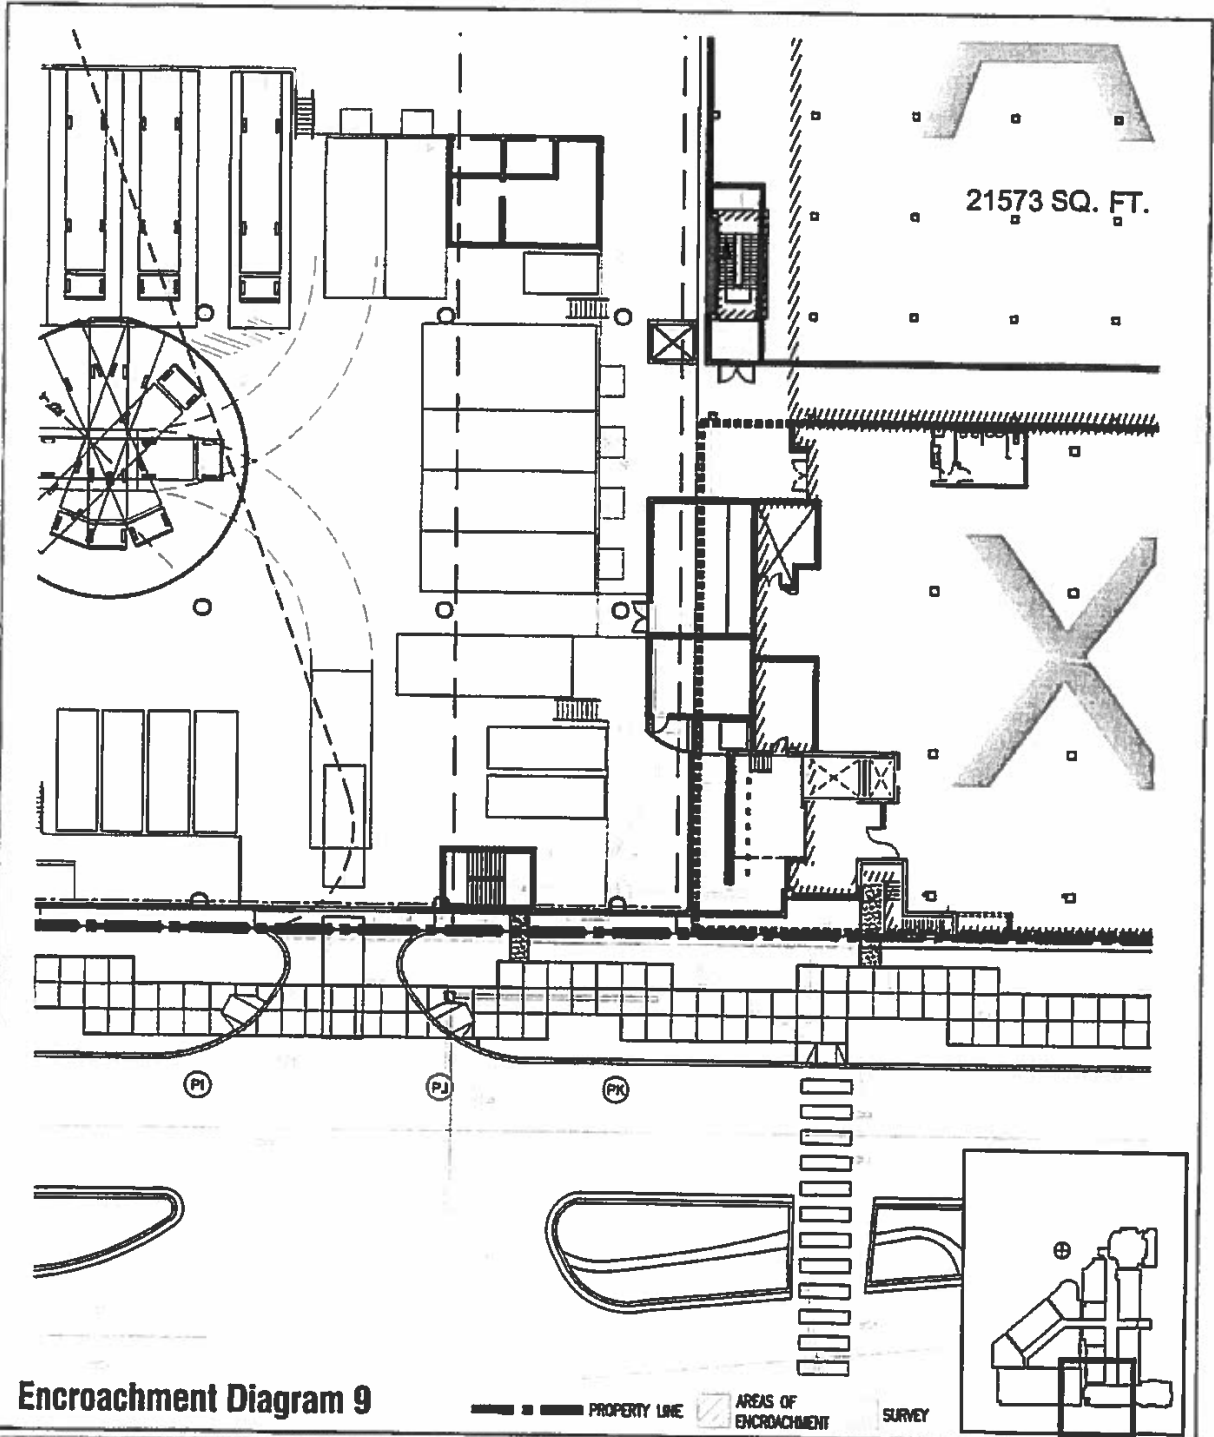 21573 SQ. FT.
PI
PJ
PK
Encroachment Diagram 9
PROPERTY LINE
AREAS OF
ENCROACHMENT
SURVEY